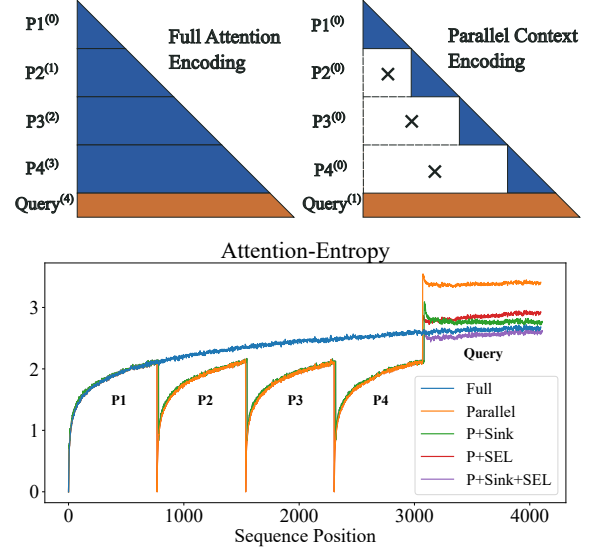 P1(0)
P2(1)
P3(2)
P4(3)
Query(4)
Full Attention
Encoding
P1(0)
P2(0)
P3(0)
P4(0)
Query(1)
Parallel Context
Encoding
Attention-Entropy
3
2
1
0
P1
P2
P3
P4
Query
Full
Parallel
P+Sink
P+SEL
P+Sink+SEL
0
1000
2000
3000
4000
Sequence Position